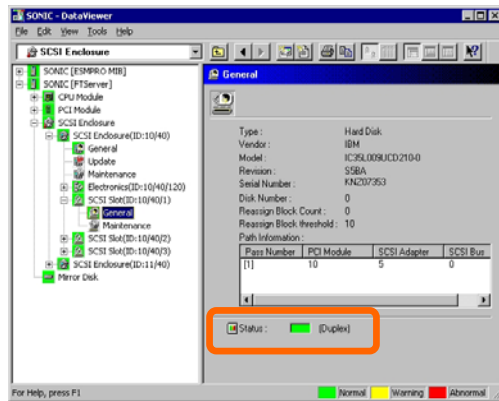 SONIC - DataViewer
File Edit View Tools Help
SCSI Enclosure
SONIC [ESMPRO MIB]
SONIC [FTServer]
CPU Module
PCI Module
SCSI Enclosure
SCSI Enclosure(ID:10/40)
General
Update
Maintenance
Electronics(ID:10/40/120)
SCSI Slot(ID:10/40/1)
General
Maintenance
SCSI Slot(ID:10/40/2)
SCSI Slot(ID:10/40/3)
SCSI Enclosure(ID:11/40)
Mirror Disk
General
Type : Hard Disk
Vendor : IBM
Model : IC35L009UCD210-0
Revision : S5BA
Serial Number : KNZ07353
Disk Number : 0
Reassign Block Count : 0
Reassign Block threshold : 10
Path Information :
Pass Number PCI Module SCSI Adapter SCSI Bus
[1] 10 5 0
Status : (Duplex)
For Help, press F1
Normal Warning Abnormal